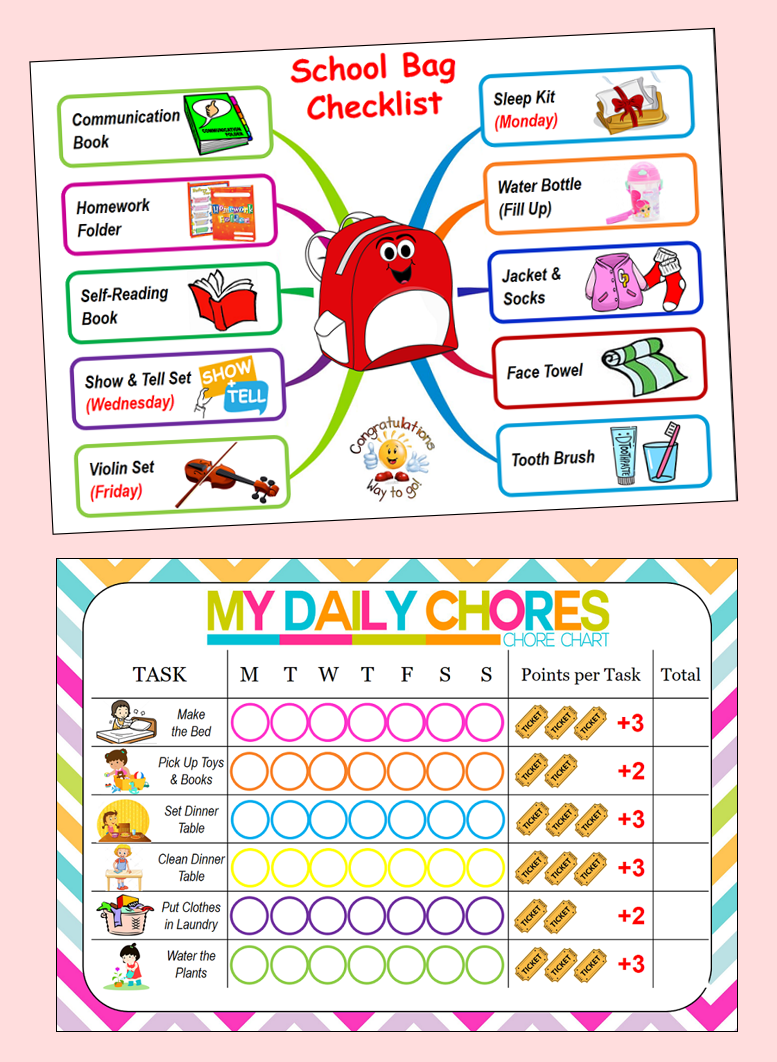 School Bag
Checklist
Communication
Book
COMMUNICATION
FOLDER
Homework
Folder
Homework
Folder
Self-Reading
Book
Show & Tell Set
(Wednesday)
SHOW
+
TELL
Violin Set
(Friday)
Sleep Kit
(Monday)
Water Bottle
(Fill Up)
Jacket &
Socks
Face Towel
Tooth Brush
TOOTHPASTE
Congratulations
Way to go!
MY DAILY CHORES
CHORE CHART
TASK M T W T F S S Points per Task Total
Make
the Bed
TICKET TICKET TICKET +3
Pick Up Toys
& Books
TICKET TICKET +2
Set Dinner
Table
TICKET TICKET TICKET +3
Clean Dinner
Table
TICKET TICKET TICKET +3
Put Clothes
in Laundry
TICKET TICKET +2
Water the
Plants
TICKET TICKET TICKET +3